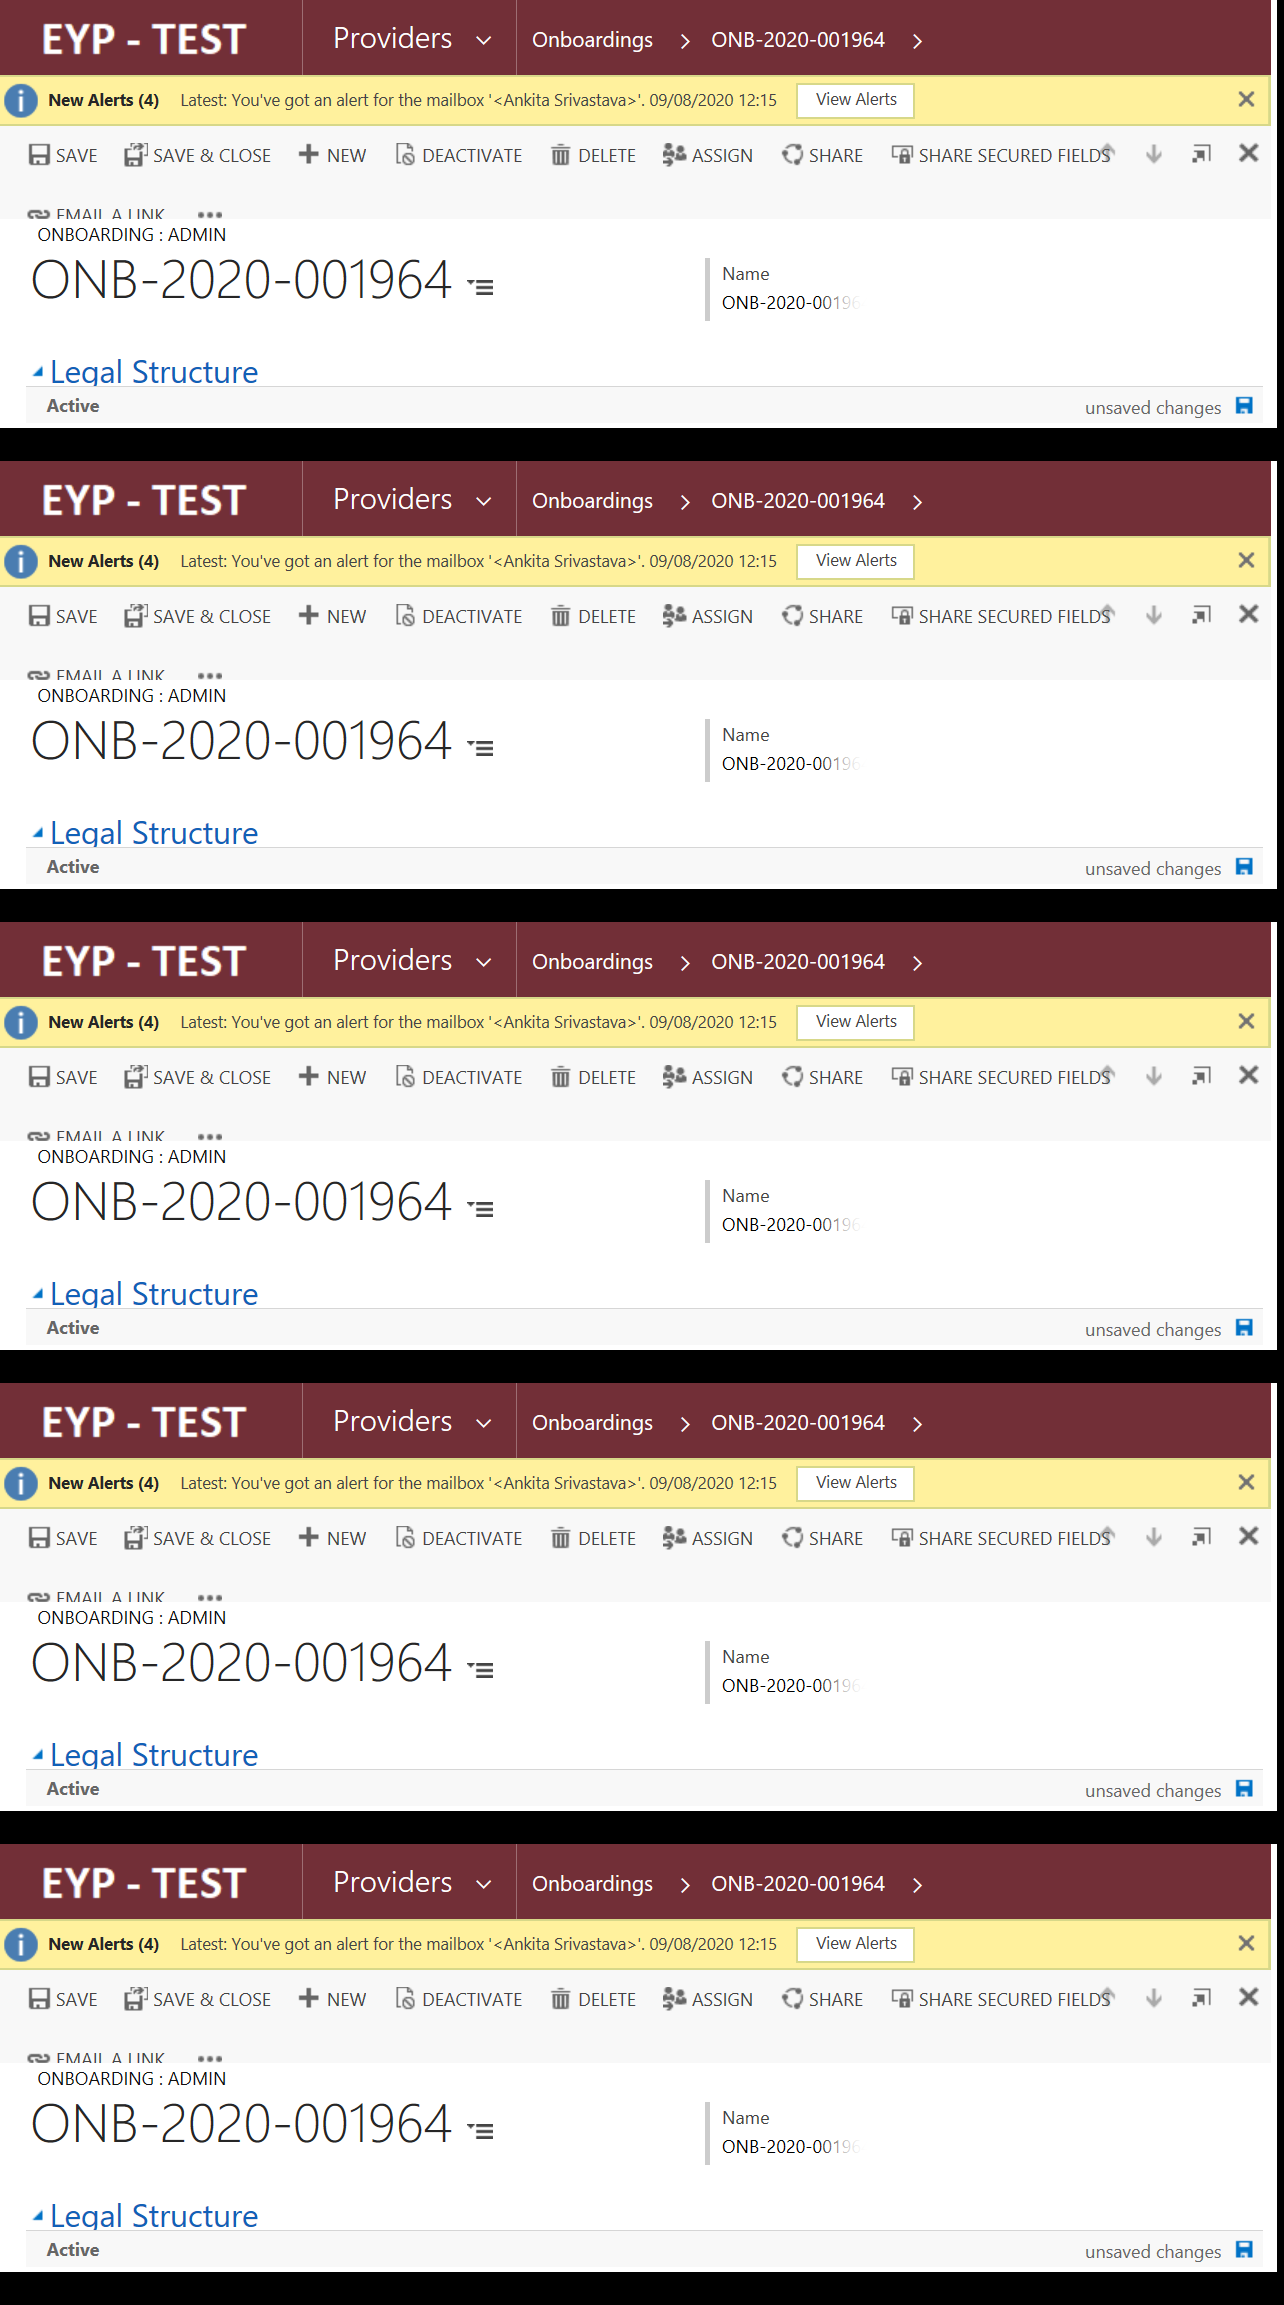 EYP - TEST Providers Onboardings ONB-2020-001964
New Alerts (4) Latest: You've got an alert for the mailbox '<Ankita Srivastava>'. 09/08/2020 12:15 View Alerts
SAVE SAVE & CLOSE NEW DEACTIVATE DELETE ASSIGN SHARE SHARE SECURED FIELDS
EMAIL A LINK
ONBOARDING : ADMIN
ONB-2020-001964
Name
ONB-2020-00196
Legal Structure
Active unsaved changes
EYP - TEST Providers Onboardings ONB-2020-001964
New Alerts (4) Latest: You've got an alert for the mailbox '<Ankita Srivastava>'. 09/08/2020 12:15 View Alerts
SAVE SAVE & CLOSE NEW DEACTIVATE DELETE ASSIGN SHARE SHARE SECURED FIELDS
EMAIL A LINK
ONBOARDING : ADMIN
ONB-2020-001964
Name
ONB-2020-00196
Legal Structure
Active unsaved changes
EYP - TEST Providers Onboardings ONB-2020-001964
New Alerts (4) Latest: You've got an alert for the mailbox '<Ankita Srivastava>'. 09/08/2020 12:15 View Alerts
SAVE SAVE & CLOSE NEW DEACTIVATE DELETE ASSIGN SHARE SHARE SECURED FIELDS
EMAIL A LINK
ONBOARDING : ADMIN
ONB-2020-001964
Name
ONB-2020-00196
Legal Structure
Active unsaved changes
EYP - TEST Providers Onboardings ONB-2020-001964
New Alerts (4) Latest: You've got an alert for the mailbox '<Ankita Srivastava>'. 09/08/2020 12:15 View Alerts
SAVE SAVE & CLOSE NEW DEACTIVATE DELETE ASSIGN SHARE SHARE SECURED FIELDS
EMAIL A LINK
ONBOARDING : ADMIN
ONB-2020-001964
Name
ONB-2020-00196
Legal Structure
Active unsaved changes
EYP - TEST Providers Onboardings ONB-2020-001964
New Alerts (4) Latest: You've got an alert for the mailbox '<Ankita Srivastava>'. 09/08/2020 12:15 View Alerts
SAVE SAVE & CLOSE NEW DEACTIVATE DELETE ASSIGN SHARE SHARE SECURED FIELDS
EMAIL A LINK
ONBOARDING : ADMIN
ONB-2020-001964
Name
ONB-2020-00196
Legal Structure
Active unsaved changes